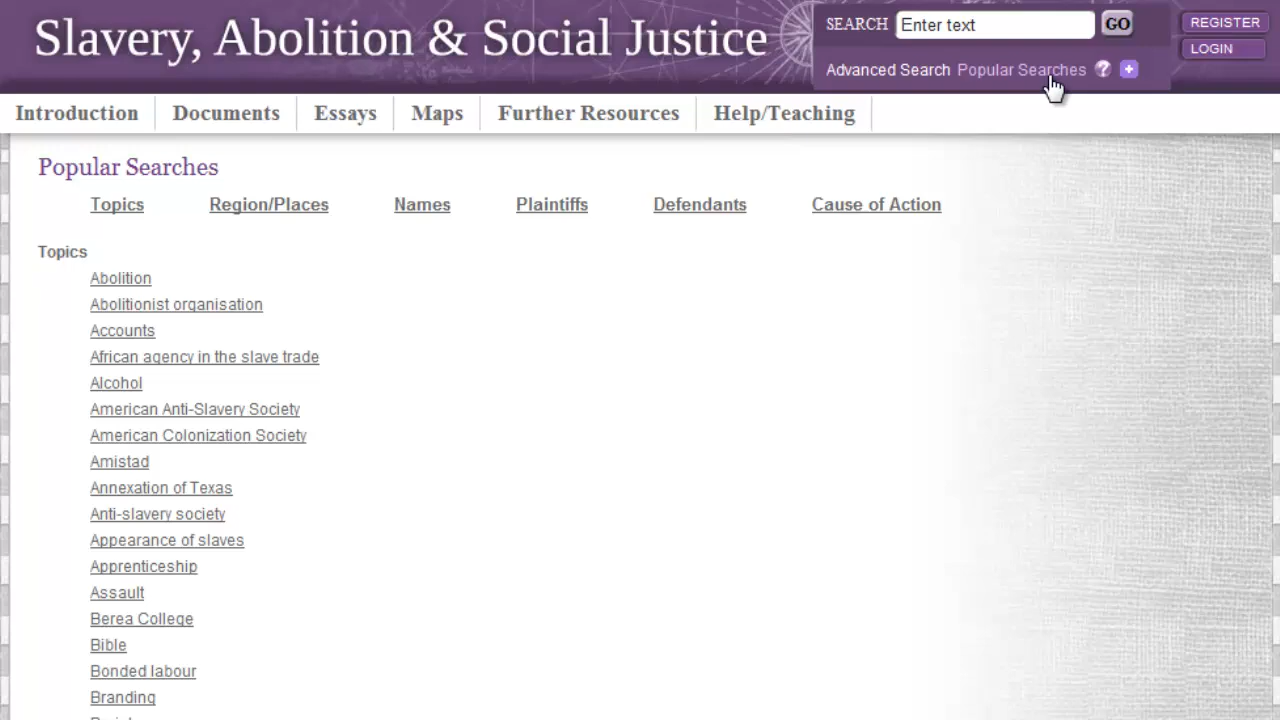 Slavery, Abolition & Social Justice
SEARCH Enter text GO
REGISTER
LOGIN
Advanced Search Popular Searches ? +
Introduction Documents Essays Maps Further Resources Help/Teaching
Popular Searches
Topics Region/Places Names Plaintiffs Defendants Cause of Action
Topics
Abolition
Abolitionist organisation
Accounts
African agency in the slave trade
Alcohol
American Anti-Slavery Society
American Colonization Society
Amistad
Annexation of Texas
Anti-slavery society
Appearance of slaves
Apprenticeship
Assault
Berea College
Bible
Bonded labour
Branding